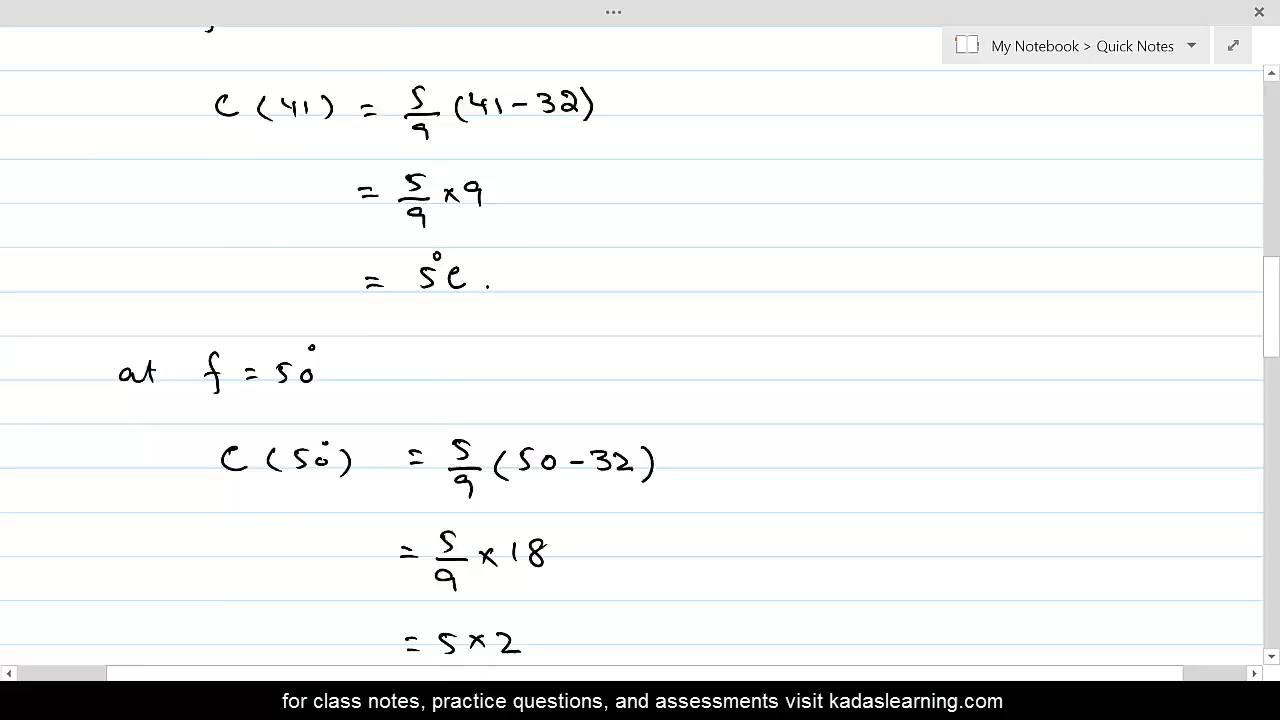 My Notebook > Quick Notes
C (41) = 5/9 (41 - 32)
= 5/9 × 9
= 5°C.
at f = 50°
C (50°) = 5/9 (50 - 32)
= 5/9 × 18
= 5 × 2
for class notes, practice questions, and assessments visit kadaslearning.com